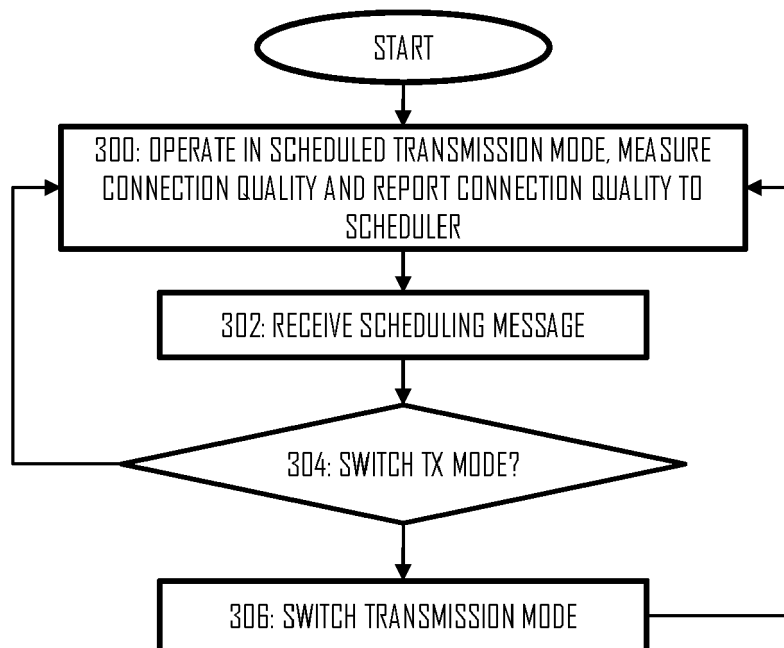 START
300: OPERATE IN SCHEDULED TRANSMISSION MODE, MEASURE
CONNECTION QUALITY AND REPORT CONNECTION QUALITY TO
SCHEDULER
302: RECEIVE SCHEDULING MESSAGE
304: SWITCH TX MODE?
306: SWITCH TRANSMISSION MODE